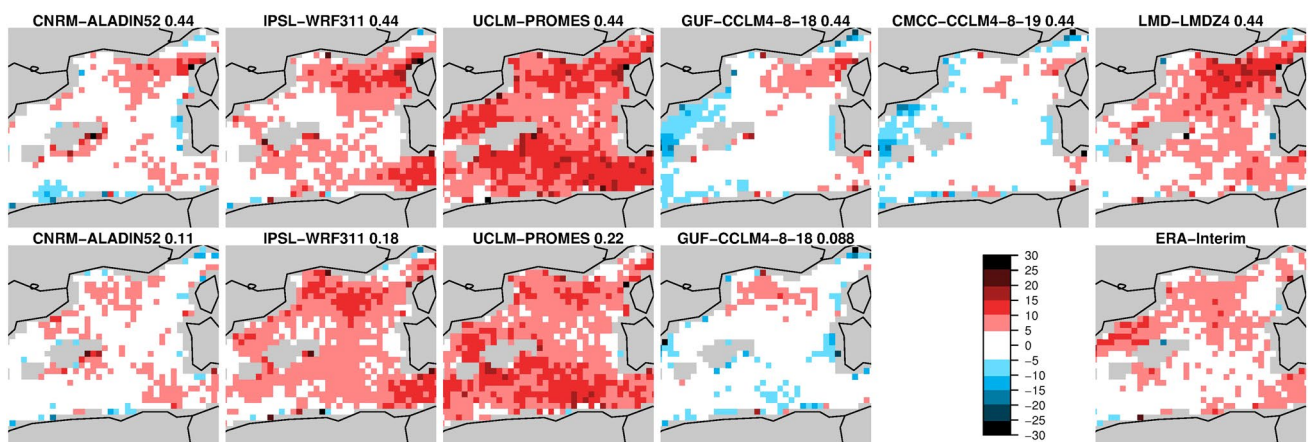 CNRM−ALADIN52 0.44
IPSL−WRF311 0.44
UCLM−PROMES 0.44
GUF−CCLM4−8−18 0.44
CMCC−CCLM4−8−19 0.44
LMD−LMDZ4 0.44
CNRM−ALADIN52 0.11
IPSL−WRF311 0.18
UCLM−PROMES 0.22
GUF−CCLM4−8−18 0.088
ERA−Interim
30
25
20
15
10
5
0
−5
−10
−15
−20
−25
−30